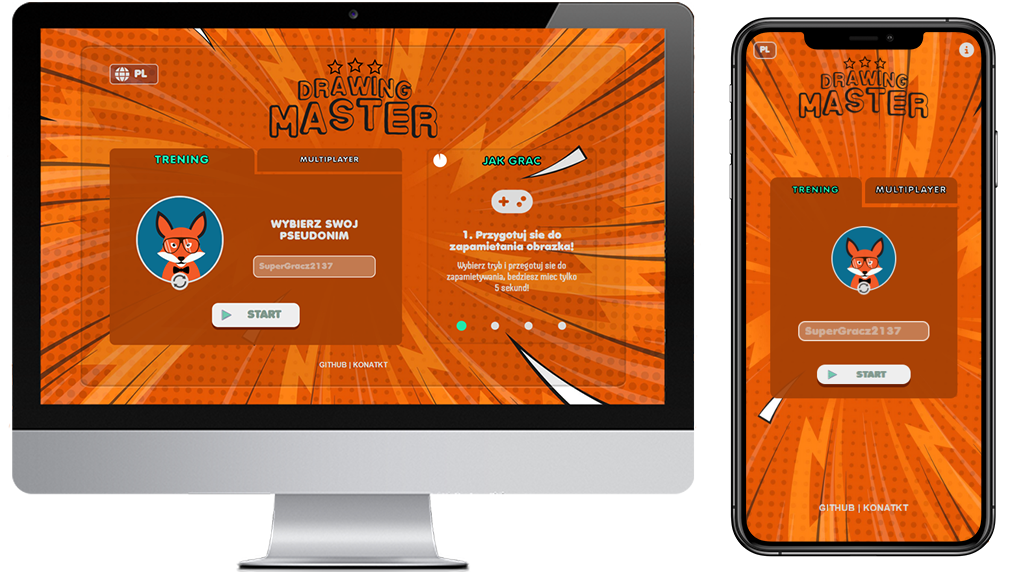 PL
DRAWING
MASTER
TRENING
MULTIPLAYER
JAK GRAC
WYBIERZ SWOJ
PSEUDONIM
SuperGracz2137
START
1. Przygotuj sie do
zapamietania obrazka!
Wybierz tryb i przegotuj sie do
zapamietywania, bedziesz miec tylko
5 sekund!
GITHUB | KONATKT
PL
i
DRAWING
MASTER
TRENING
MULTIPLAYER
SuperGracz2137
START
GITHUB | KONATKT